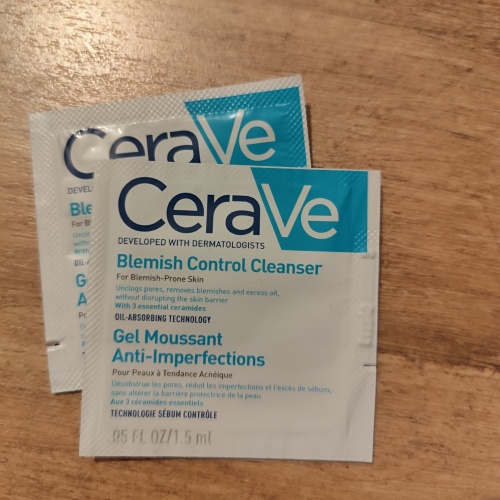 CeraVe
DEVEL
Ble
For Bl
OIL-A
G
A
CeraVe
DEVELOPED WITH DERMATOLOGISTS
Blemish Control Cleanser
For Blemish-Prone Skin
Unclogs pores, removes blemishes and excess oil,
without disrupting the skin barrier
With 3 essential ceramides
OIL-ABSORBING TECHNOLOGY
Gel Moussant
Anti-Imperfections
Pour Peaux à Tendance Acnéique
Désobstrue les pores, réduit les imperfections et l'excès de sébum,
sans altérer la barrière protectrice de la peau
Aux 3 céramides essentiels
TECHNOLOGIE SÉBUM CONTRÔLE
.05 FL OZ/1.5 ml